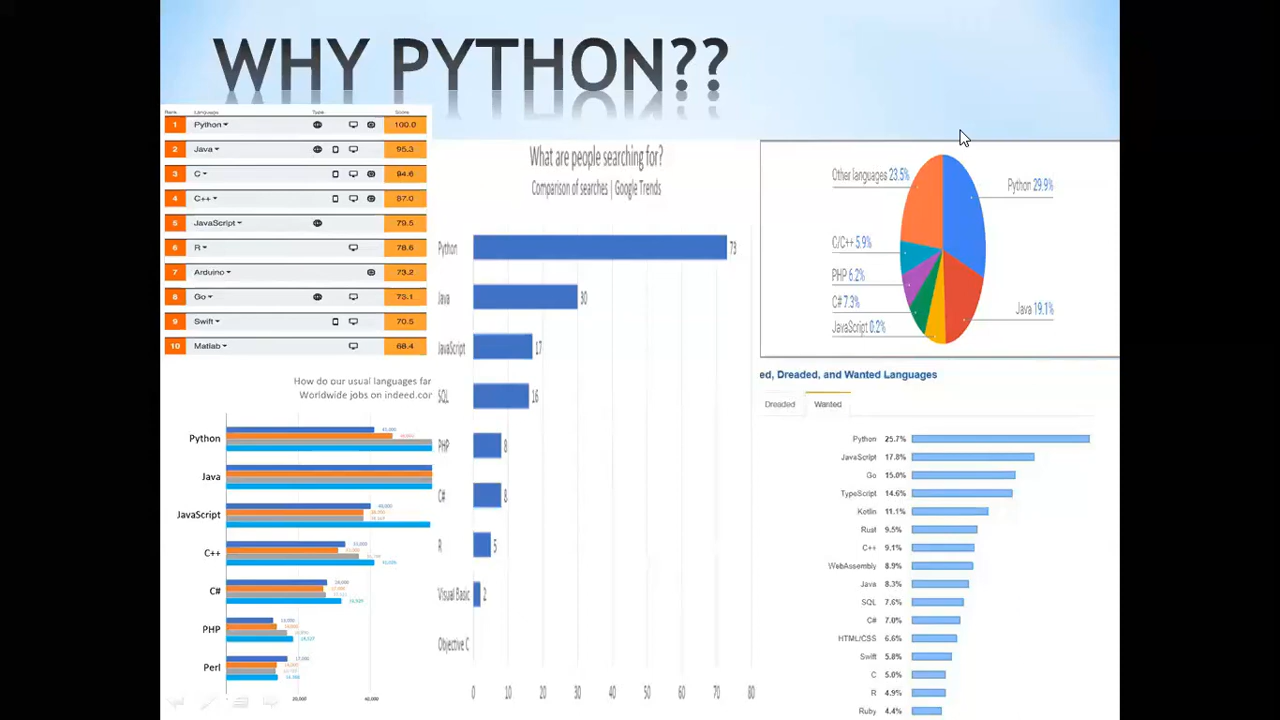 WHY PYTHON??
Rank Language Type Score
1 Python 100.0
2 Java 95.3
3 C 94.6
4 C++ 87.0
5 JavaScript 79.5
6 R 78.6
7 Arduino 73.2
8 Go 73.1
9 Swift 70.5
10 Matlab 68.4
How do our usual languages far
Worldwide jobs on indeed.com
Python
Java
JavaScript
C++
C#
PHP
Perl
20,000 40,000
What are people searching for?
Comparison of searches | Google Trends
Python 73
Java 30
JavaScript 17
SQL 16
PHP 8
C# 8
R 5
Visual Basic 2
Objective C
0 10 20 30 40 50 60 70 80
Other languages 23.5%
Python 29.9%
C/C++ 5.9%
PHP 6.2%
C# 7.3%
Java 19.1%
JavaScript 0.2%
ed, Dreaded, and Wanted Languages
Dreaded Wanted
Python 25.7%
JavaScript 17.8%
Go 15.0%
TypeScript 14.6%
Kotlin 11.1%
Rust 9.5%
C++ 9.1%
WebAssembly 8.9%
Java 8.3%
SQL 7.6%
C# 7.0%
HTML/CSS 6.6%
Swift 5.8%
C 5.0%
R 4.9%
Ruby 4.4%